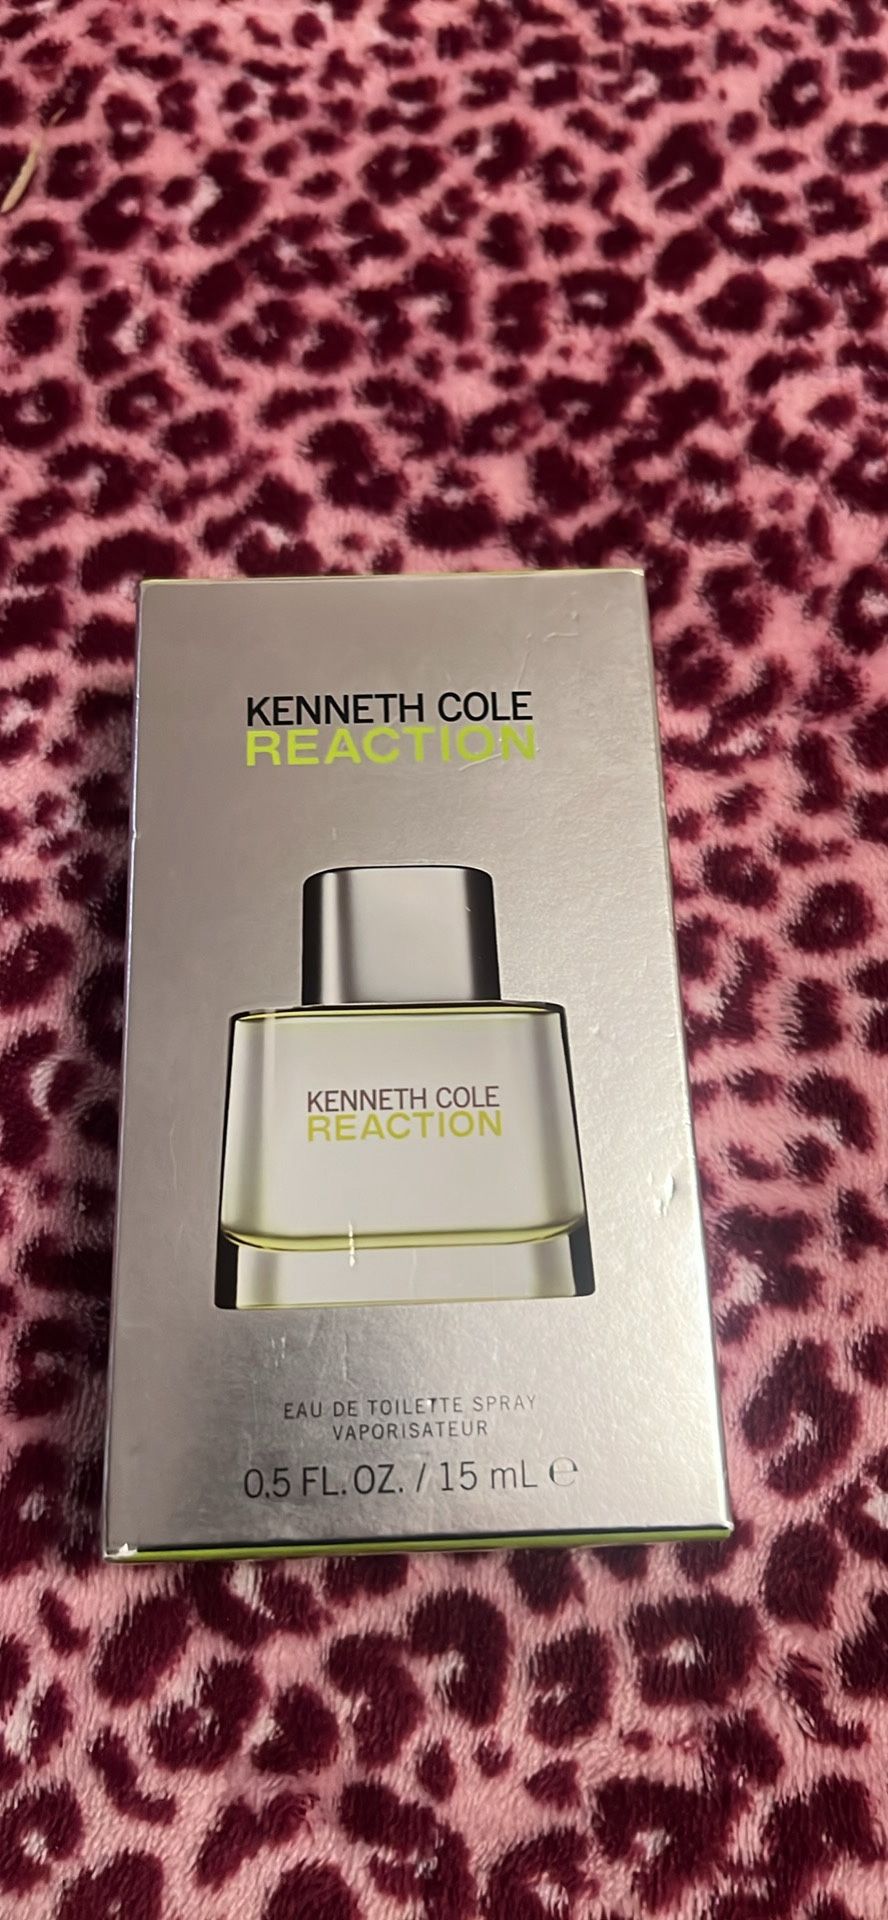 KENNETH COLE
REACTION
KENNETH COLE
REACTION
EAU DE TOILETTE SPRAY
VAPORISATEUR
0.5 FL. OZ. / 15 mL ℮